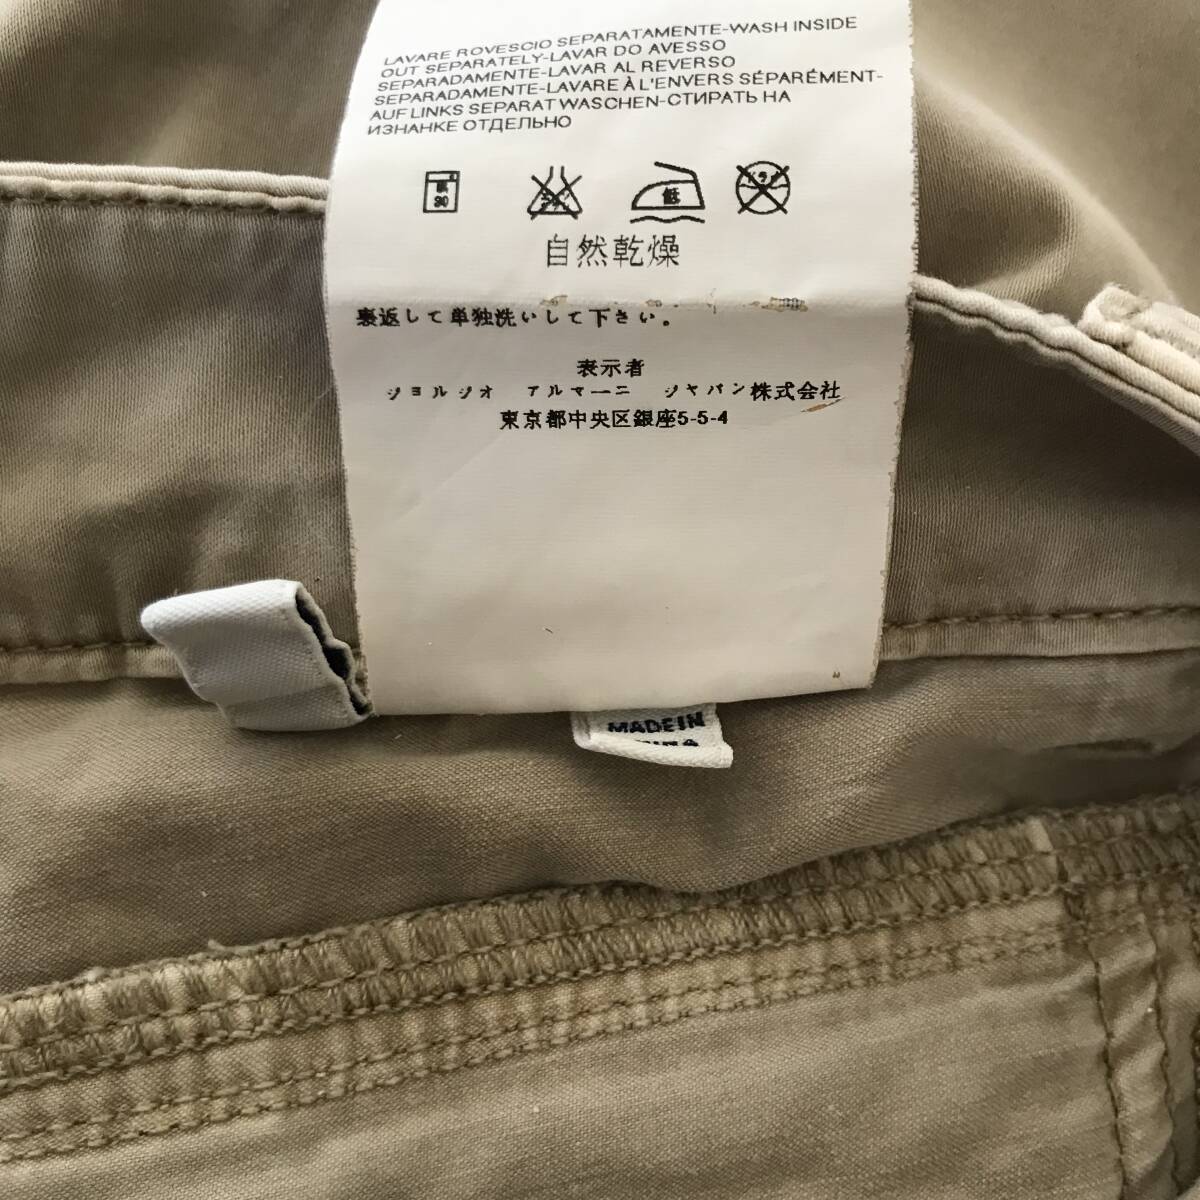 LAVARE ROVESCIO SEPARATAMENTE-WASH INSIDE
OUT SEPARATELY-LAVAR DO AVESSO
SEPARADAMENTE-LAVAR AL REVERSO
SEPARADAMENTE-LAVARE À L'ENVERS SÉPARÉMENT-
AUF LINKS SEPARAT WASCHEN-СТИРАТЬ НА
ИЗНАНКЕ ОТДЕЛЬНО
30 低
自然乾燥
裏返して単独洗いして下さい。
表示者
ジョルジオ アルマーニ ジャパン株式会社
東京都中央区銀座5-5-4
MADE IN